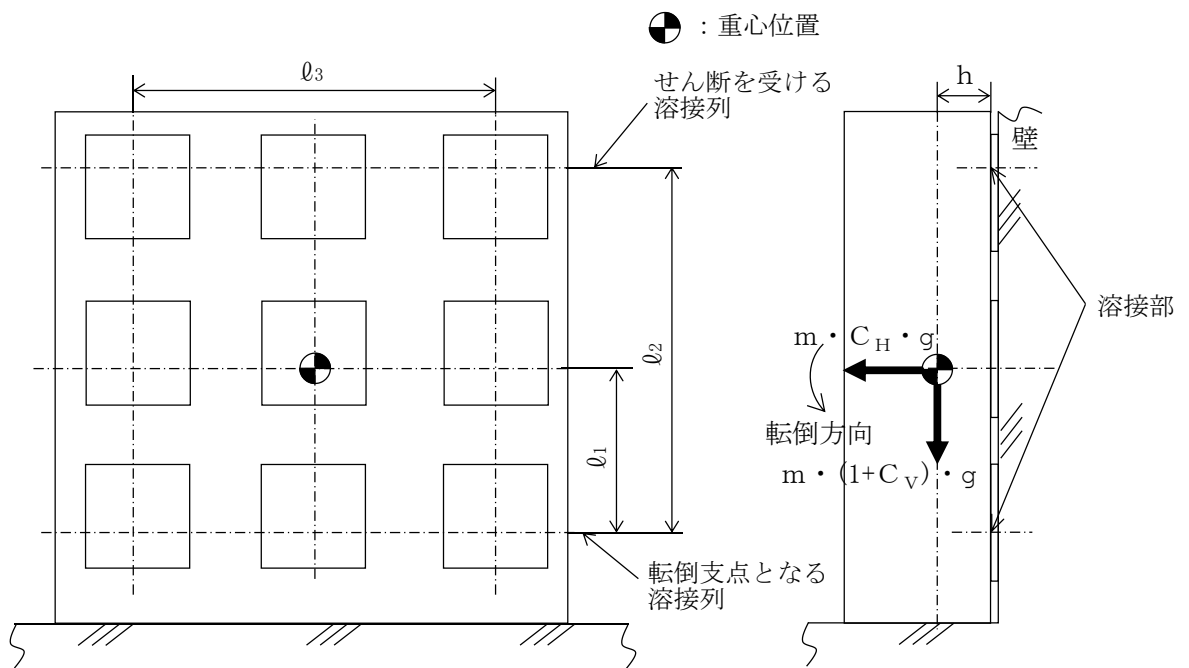 ：重心位置
ℓ3
せん断を受ける
溶接列
h
壁
ℓ2
ℓ1
溶接部
m・CH・g
転倒方向
m・(1+CV)・g
転倒支点となる
溶接列